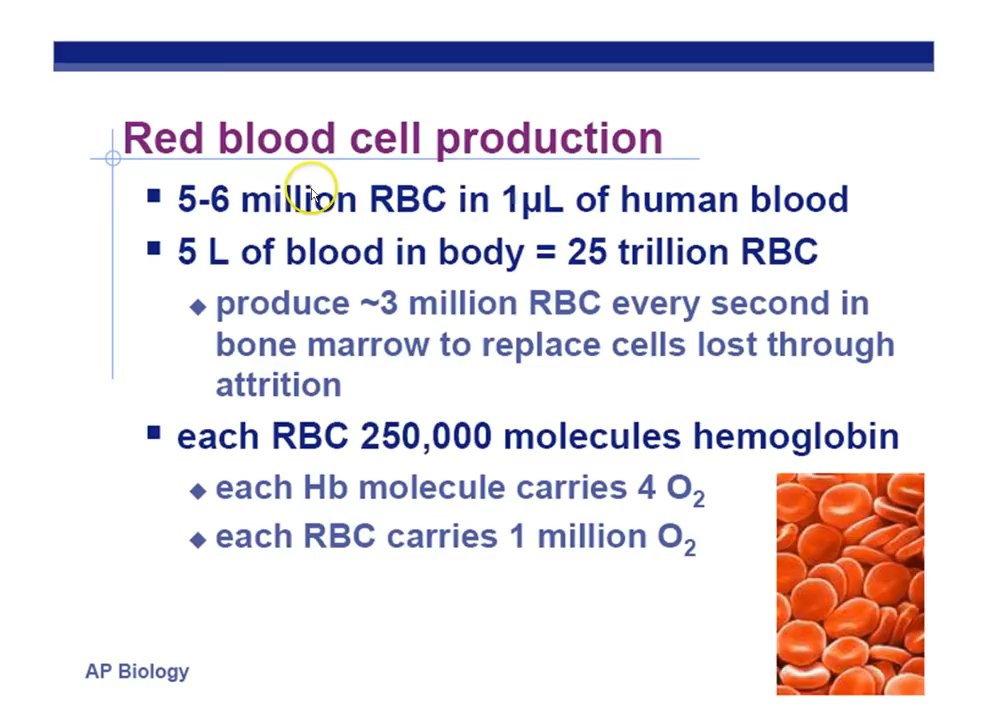 Red blood cell production
▪ 5-6 million RBC in 1µL of human blood
▪ 5 L of blood in body = 25 trillion RBC
◆ produce ~3 million RBC every second in
bone marrow to replace cells lost through
attrition
▪ each RBC 250,000 molecules hemoglobin
◆ each Hb molecule carries 4 O₂
◆ each RBC carries 1 million O₂
AP Biology